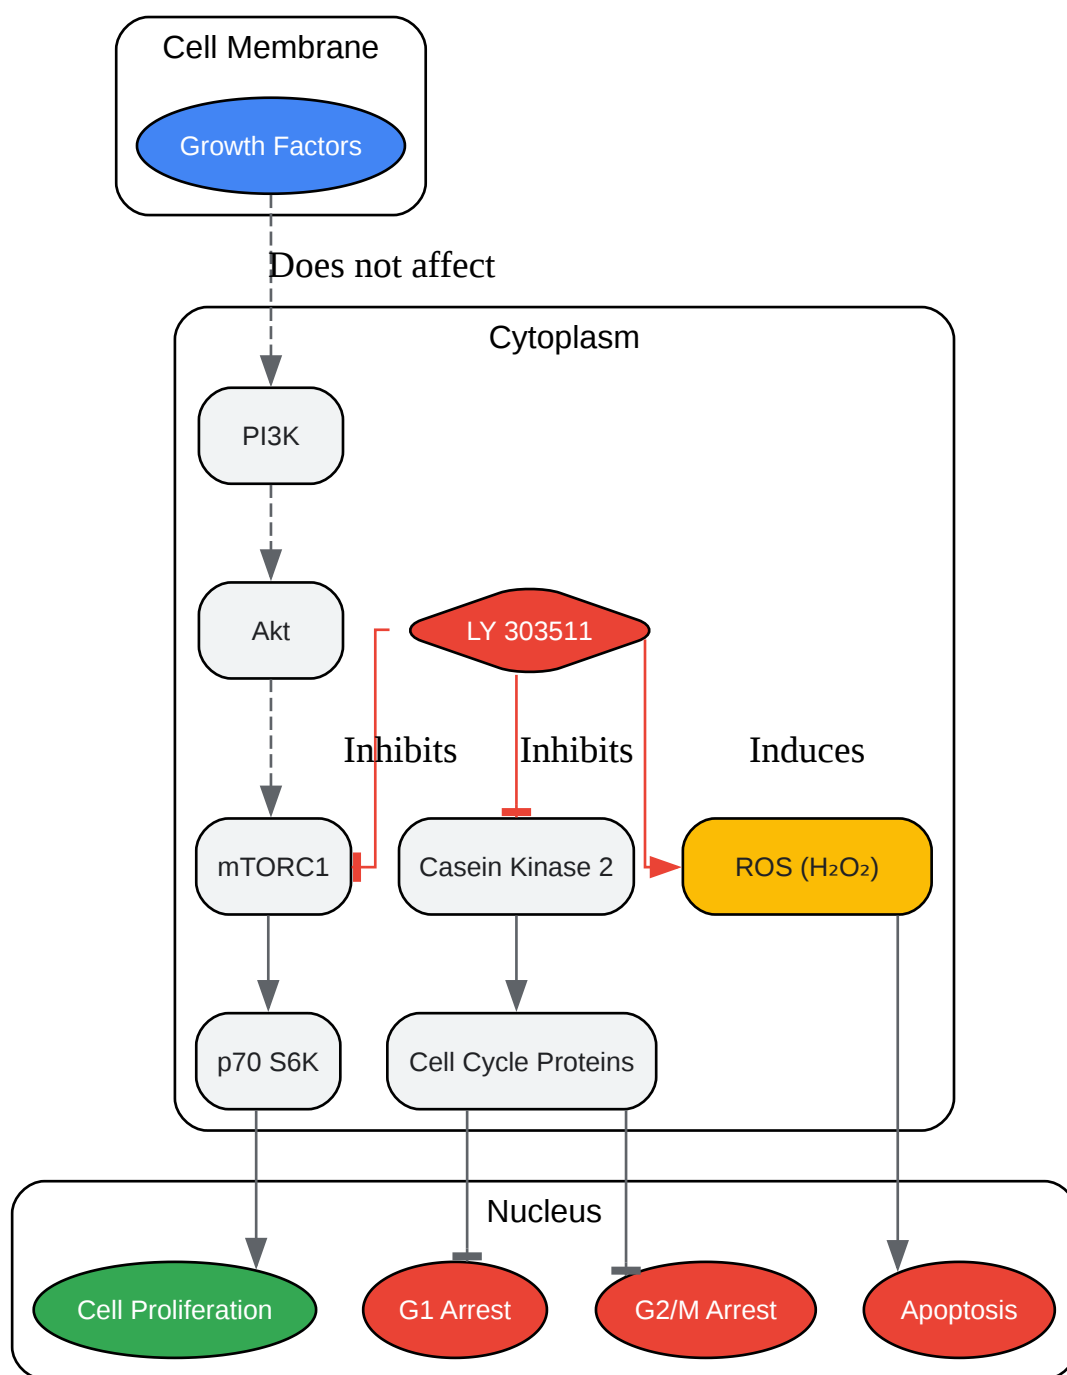 Cell Membrane
Growth Factors
Does not affect
Cytoplasm
PI3K
Akt
LY 303511
Inhibits
Inhibits
Induces
mTORC1
Casein Kinase 2
ROS (H₂O₂)
p70 S6K
Cell Cycle Proteins
Nucleus
Cell Proliferation
G1 Arrest
G2/M Arrest
Apoptosis